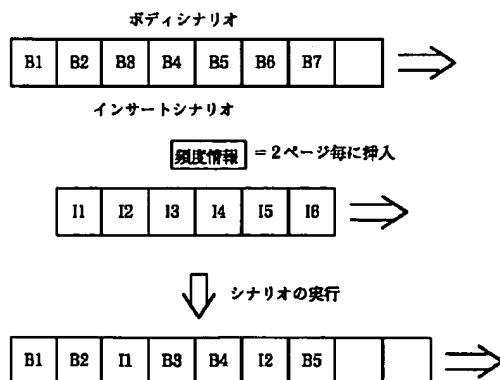 ボディシナリオ
B1 B2 B3 B4 B5 B6 B7
インサートシナリオ
頻度情報 =2ページ毎に挿入
I1 I2 I3 I4 I5 I6
シナリオの実行
B1 B2 I1 B3 B4 I2 B5